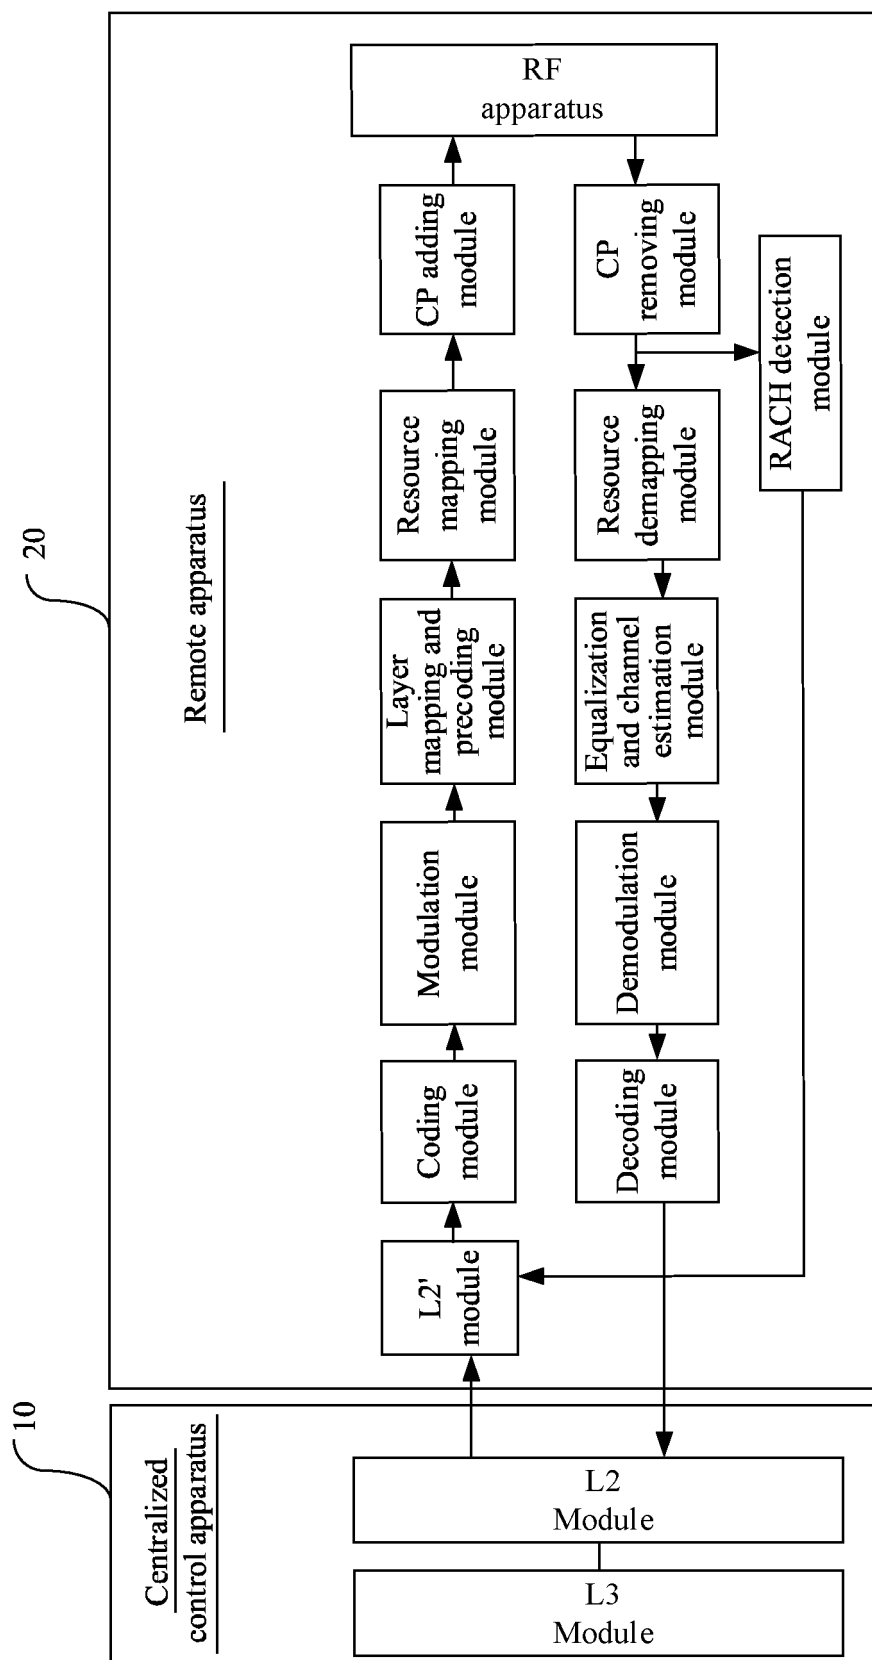 10
Centralized
control apparatus
L3
Module
L2
Module
20
Remote apparatus
L2'
module
Coding
module
Modulation
module
Layer
mapping and
precoding
module
Resource
mapping
module
CP adding
module
RF
apparatus
CP
removing
module
Resource
demapping
module
Equalization
and channel
estimation
module
Demodulation
module
Decoding
module
RACH detection
module